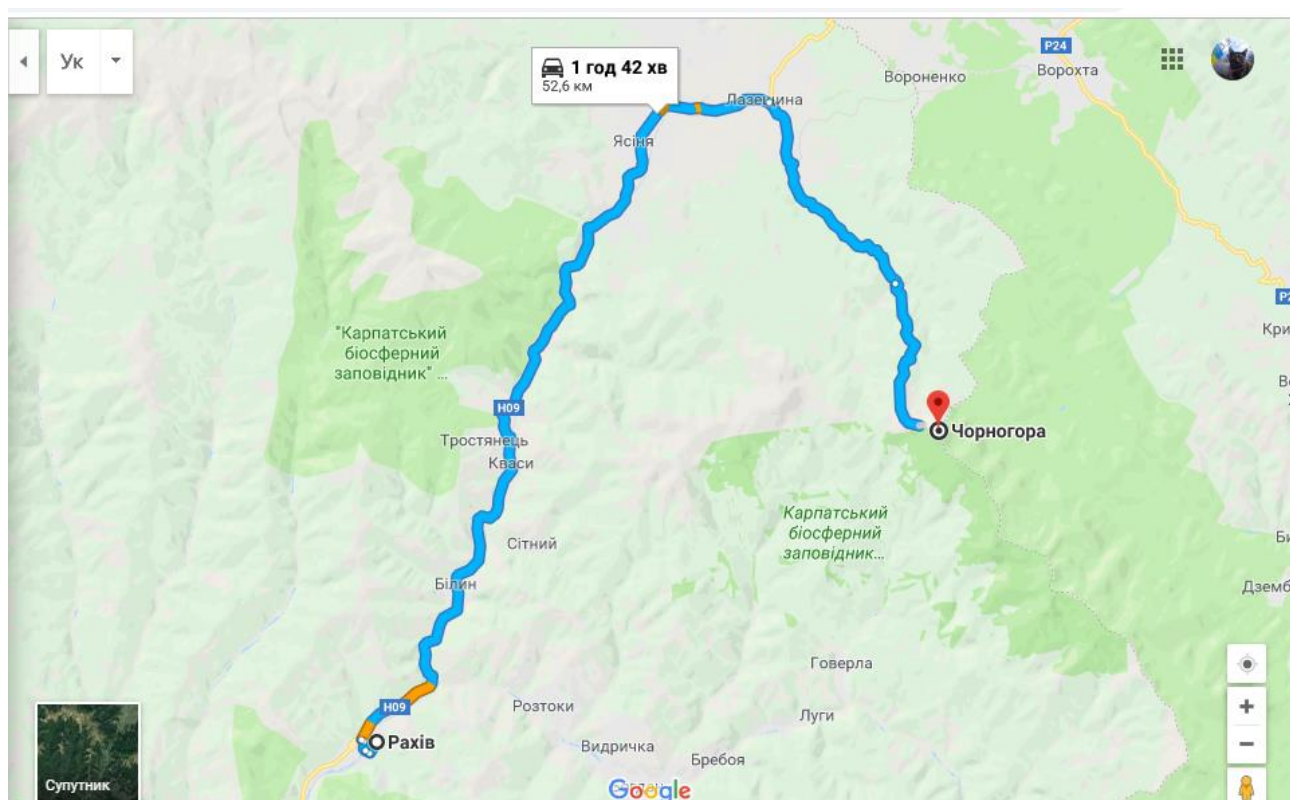 Ук
1 год 42 хв
52,6 км
P24
Ворохта
Вороненко
Лазещина
Ясіня
"Карпатський
біосферний
заповідник" ...
H09
Тростянець
Кваси
Чорногора
Карпатський
біосферний
заповідник...
Сітний
Білин
Говерла
H09
Розтоки
Луги
Рахів
Видричка
Бребоя
Супутник
Google